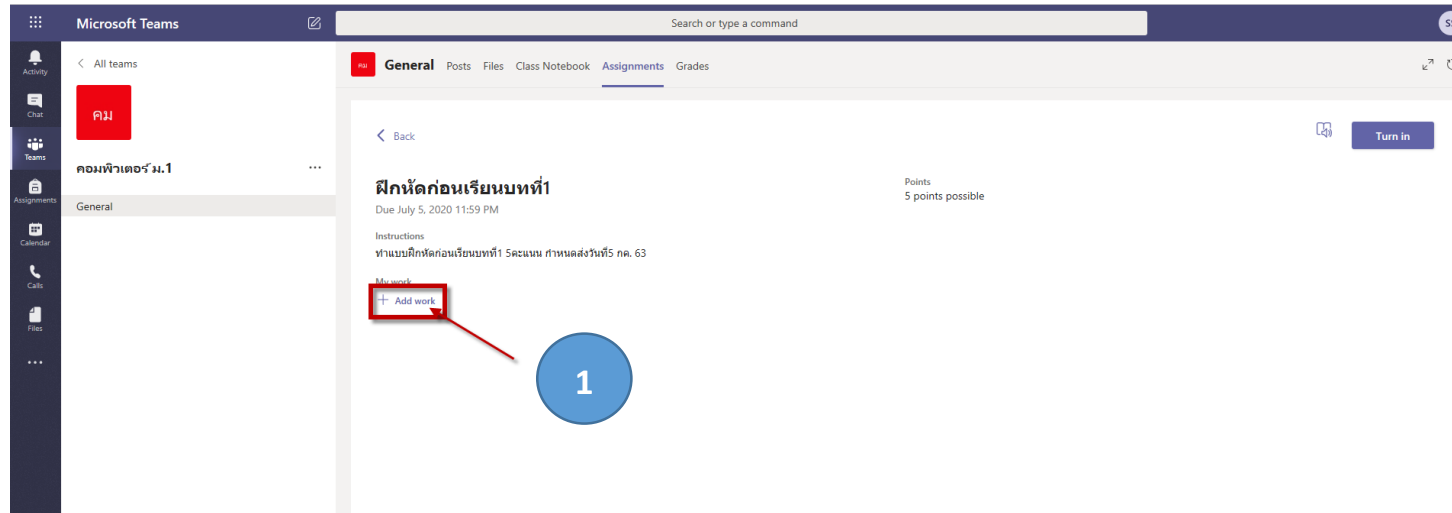 Microsoft Teams
Search or type a command
Activity
Chat
Teams
Assignments
Calendar
Calls
Files
All teams
คม
คอมพิวเตอร์ ม.1
...
General
คม
General Posts Files Class Notebook Assignments Grades
Back
Turn in
ฝึกหัดก่อนเรียนบทที่1
Due July 5, 2020 11:59 PM
Points
5 points possible
Instructions
ทำแบบฝึกหัดก่อนเรียนบทที่1 5คะแนน กำหนดส่งวันที่5 กค. 63
My work
+ Add work
1